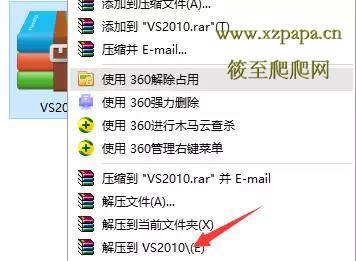 添加到压缩文件(A)...
添加到 "VS2010.rar"(T)
压缩并 E-mail...
www.xzpapa.cn
筱至爬爬网
使用 360解除占用
使用 360强力删除
VS20
使用 360进行木马云查杀
使用 360管理右键菜单
压缩到 "VS2010.rar" 并 E-mail
解压文件(A)...
解压到当前文件夹(X)
解压到 VS2010\(E)